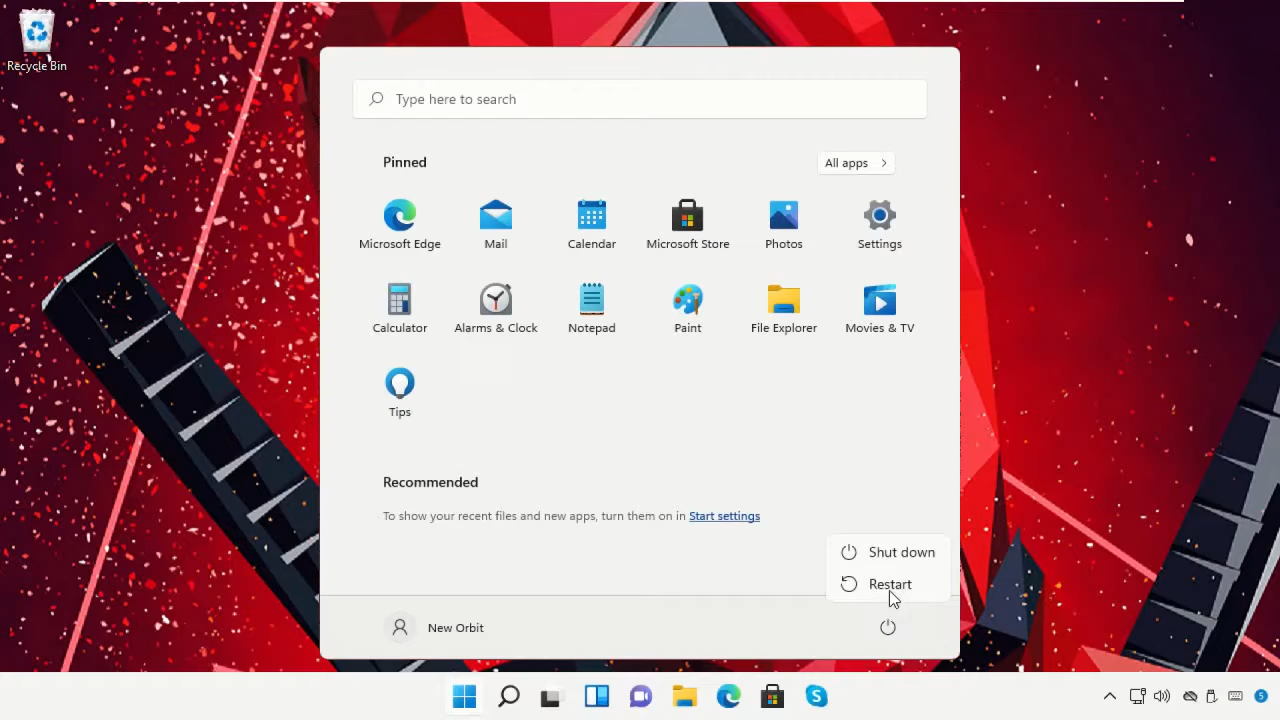 Recycle Bin
Type here to search
Pinned
All apps
Microsoft Edge
Mail
Calendar
Microsoft Store
Photos
Settings
Calculator
Alarms & Clock
Notepad
Paint
File Explorer
Movies & TV
Tips
Recommended
To show your recent files and new apps, turn them on in Start settings
Shut down
Restart
New Orbit
5